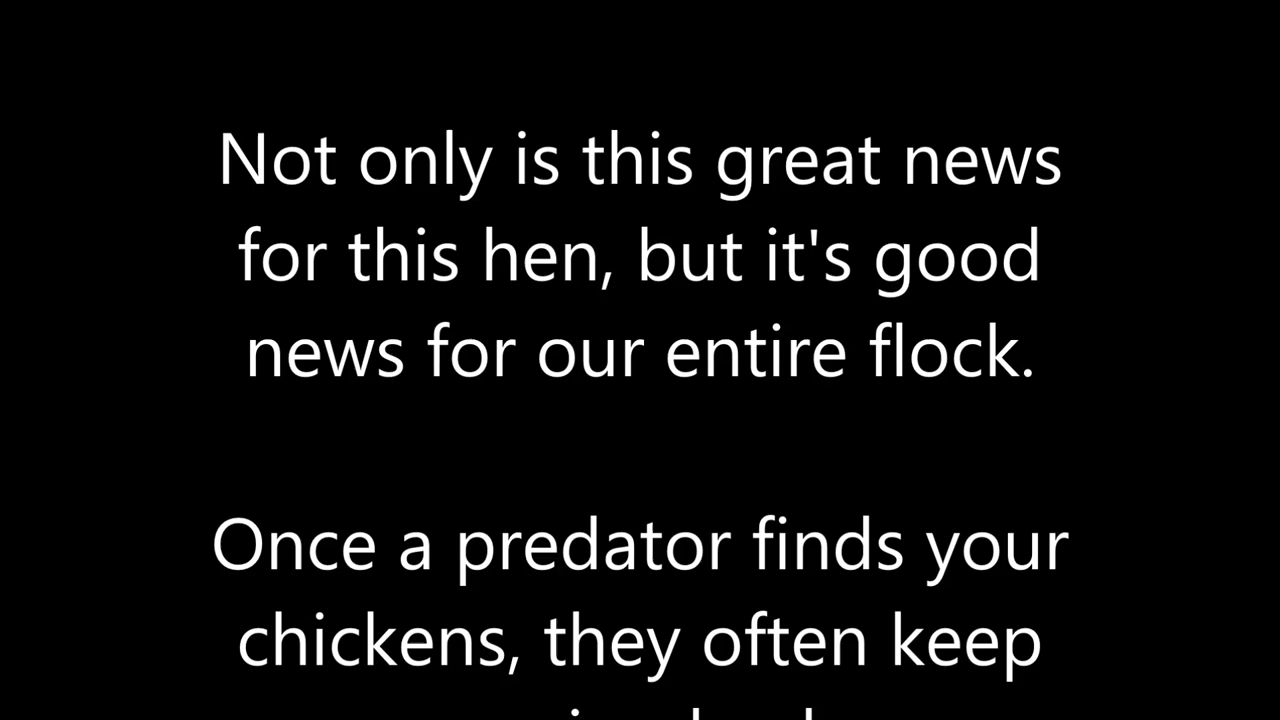 Not only is this great news
for this hen, but it's good
news for our entire flock.
Once a predator finds your
chickens, they often keep